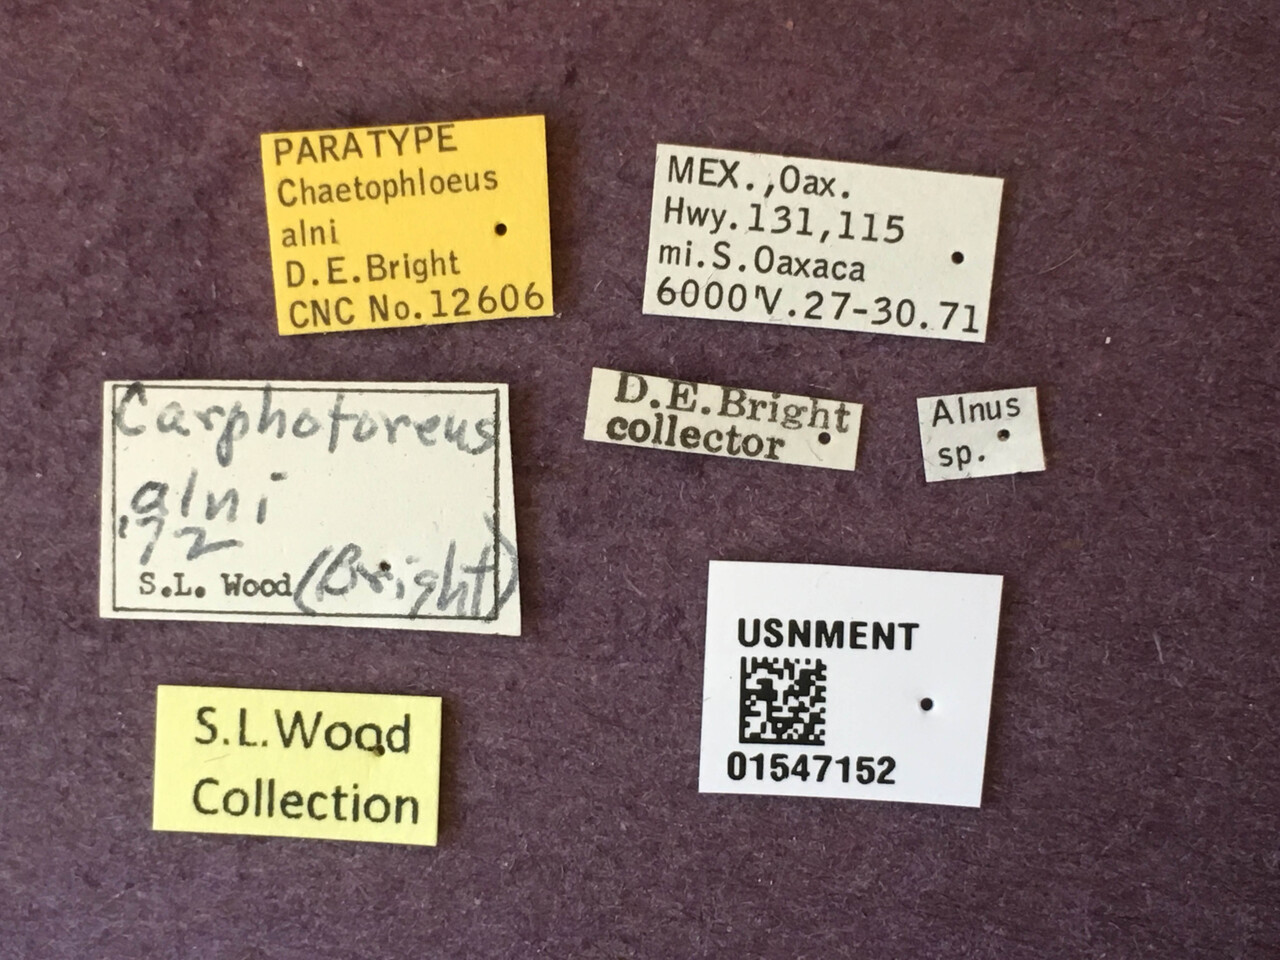 PARATYPE
Chaetophloeus
alni
D.E.Bright
CNC No.12606
MEX.,Oax.
Hwy.131,115
mi.S.Oaxaca
6000'V.27-30.71
Carphotoreus
alni
'72
S.L. Wood (Bright)
D.E.Bright
collector
Alnus
sp.
S.L.Wood
Collection
USNMENT
01547152